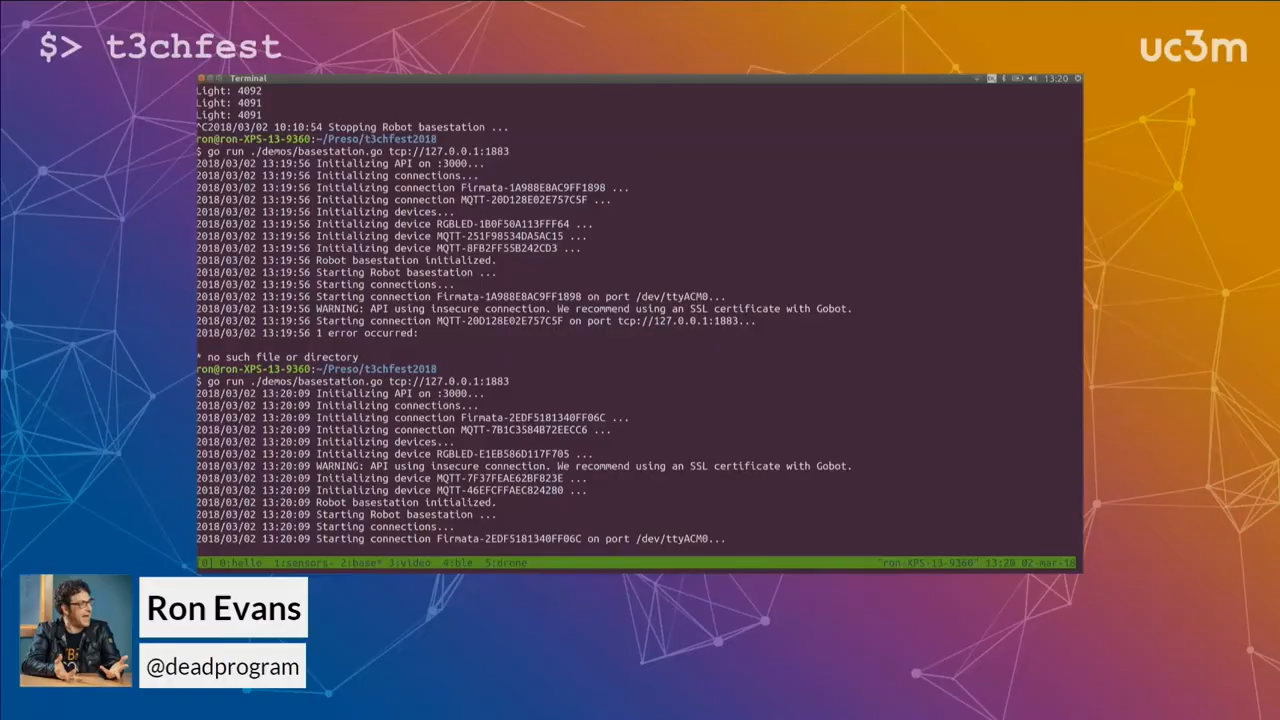 $> t3chfest
uc3m
Terminal
13:20
Light: 4092
Light: 4091
Light: 4091
^C2018/03/02 10:10:54 Stopping Robot basestation ...
ron@ron-XPS-13-9360:~/Preso/t3chfest2018
$ go run ./demos/basestation.go tcp://127.0.0.1:1883
2018/03/02 13:19:56 Initializing API on :3000...
2018/03/02 13:19:56 Initializing connections...
2018/03/02 13:19:56 Initializing connection Firmata-1A988E8AC9FF1898 ...
2018/03/02 13:19:56 Initializing connection MQTT-20D128E02E757C5F ...
2018/03/02 13:19:56 Initializing devices...
2018/03/02 13:19:56 Initializing device RGBLED-1B0F50A113FFF64 ...
2018/03/02 13:19:56 Initializing device MQTT-251F98534DA5AC15 ...
2018/03/02 13:19:56 Initializing device MQTT-8FB2FF55B242CD3 ...
2018/03/02 13:19:56 Robot basestation initialized.
2018/03/02 13:19:56 Starting Robot basestation ...
2018/03/02 13:19:56 Starting connections...
2018/03/02 13:19:56 Starting connection Firmata-1A988E8AC9FF1898 on port /dev/ttyACM0...
2018/03/02 13:19:56 WARNING: API using insecure connection. We recommend using an SSL certificate with Gobot.
2018/03/02 13:19:56 Starting connection MQTT-20D128E02E757C5F on port tcp://127.0.0.1:1883...
2018/03/02 13:19:56 1 error occurred:
* no such file or directory
ron@ron-XPS-13-9360:~/Preso/t3chfest2018
$ go run ./demos/basestation.go tcp://127.0.0.1:1883
2018/03/02 13:20:09 Initializing API on :3000...
2018/03/02 13:20:09 Initializing connections...
2018/03/02 13:20:09 Initializing connection Firmata-2EDF5181340FF06C ...
2018/03/02 13:20:09 Initializing connection MQTT-7B1C3584B72EECC6 ...
2018/03/02 13:20:09 Initializing devices...
2018/03/02 13:20:09 Initializing device RGBLED-E1EB586D117F705 ...
2018/03/02 13:20:09 WARNING: API using insecure connection. We recommend using an SSL certificate with Gobot.
2018/03/02 13:20:09 Initializing device MQTT-7F37FEAE62BF823E ...
2018/03/02 13:20:09 Initializing device MQTT-46EFCFFAEC824280 ...
2018/03/02 13:20:09 Robot basestation initialized.
2018/03/02 13:20:09 Starting Robot basestation ...
2018/03/02 13:20:09 Starting connections...
2018/03/02 13:20:09 Starting connection Firmata-2EDF5181340FF06C on port /dev/ttyACM0...
[0] 0:hello 1:sensors- 2:base* 3:video 4:ble 5:drone "ron-XPS-13-9360" 13:20 02-mar-18
Ron Evans
@deadprogram